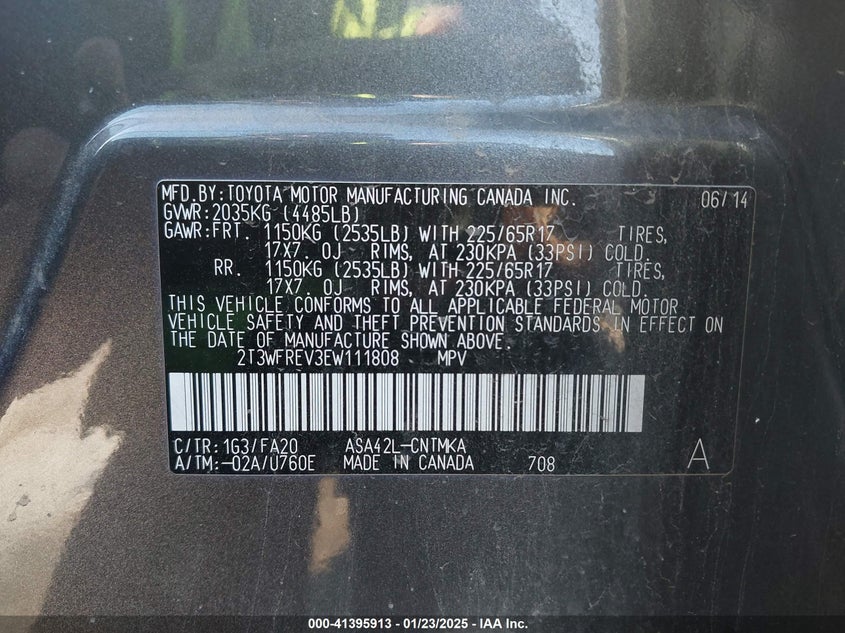 MFD.BY:TOYOTA MOTOR MANUFACTURING CANADA INC. 06/14
GVWR:2035KG (4485LB)
GAWR:FRT. 1150KG (2535LB) WITH 225/65R17 TIRES,
17X7. 0J RIMS, AT 230KPA (33PSI) COLD.
RR. 1150KG (2535LB) WITH 225/65R17 TIRES,
17X7. 0J RIMS, AT 230KPA (33PSI) COLD.
THIS VEHICLE CONFORMS TO ALL APPLICABLE FEDERAL MOTOR
VEHICLE SAFETY AND THEFT PREVENTION STANDARDS IN EFFECT ON
THE DATE OF MANUFACTURE SHOWN ABOVE.
2T3WFREV3EW111808 MPV
C/TR:1G3/FA20 ASA42L-CNTMKA
A/TM:-02A/U760E MADE IN CANADA 708 A
000-41395913 - 01/23/2025 - IAA Inc.